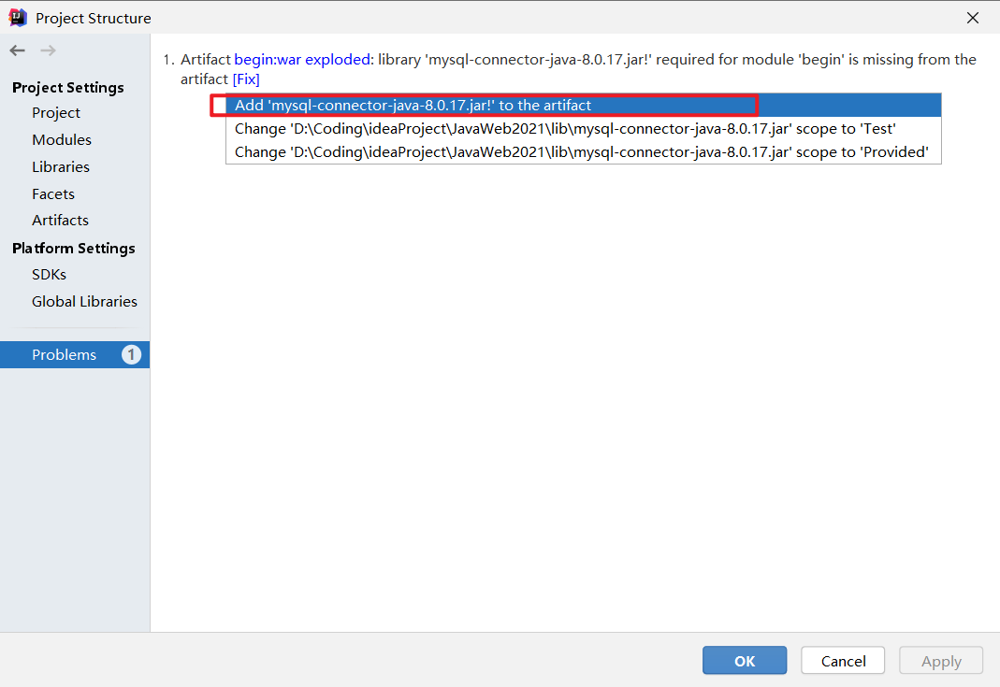 Project Structure
Project Settings
Project
Modules
Libraries
Facets
Artifacts
Platform Settings
SDKs
Global Libraries
Problems 1
1. Artifact begin:war exploded: library 'mysql-connector-java-8.0.17.jar!' required for module 'begin' is missing from the
artifact [Fix]
Add 'mysql-connector-java-8.0.17.jar!' to the artifact
Change 'D:\Coding\ideaProject\JavaWeb2021\lib\mysql-connector-java-8.0.17.jar' scope to 'Test'
Change 'D:\Coding\ideaProject\JavaWeb2021\lib\mysql-connector-java-8.0.17.jar' scope to 'Provided'
OK Cancel Apply